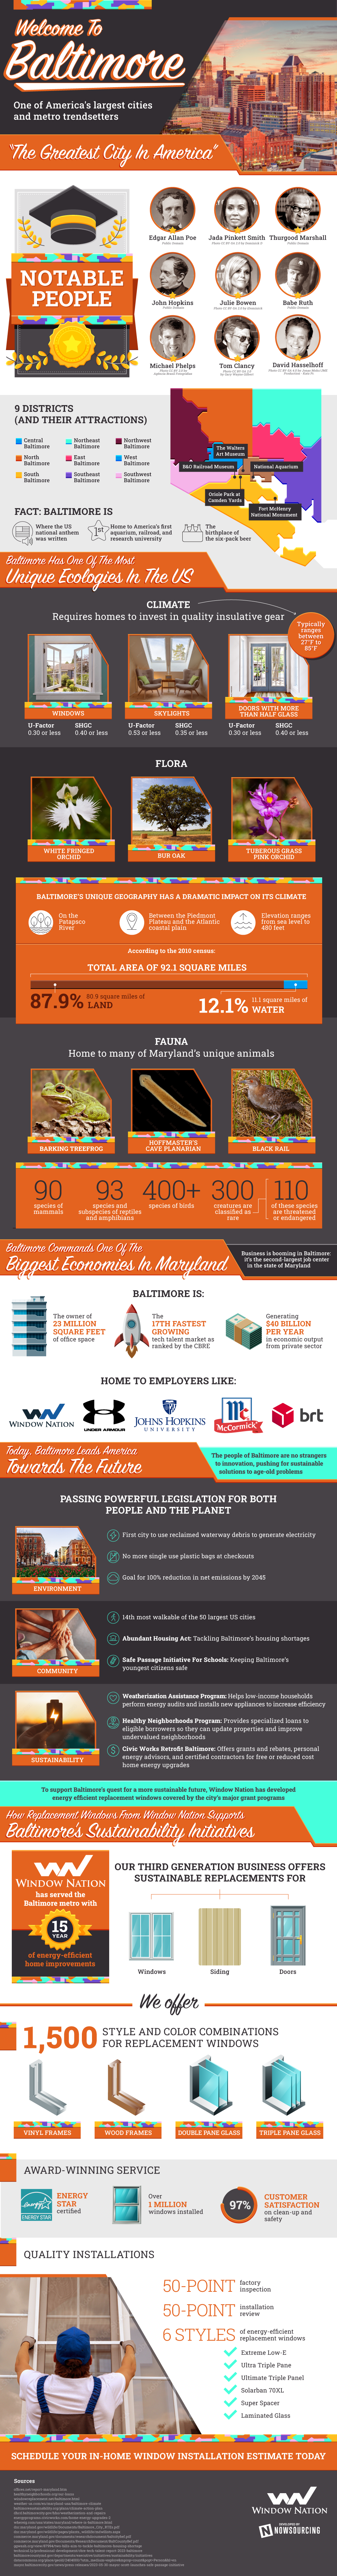 Welcome To
Baltimore
One of America's largest cities
and metro trendsetters
"The Greatest City In America"
NOTABLE
PEOPLE
Edgar Allan Poe
Jada Pinkett Smith
Thurgood Marshall
John Hopkins
Julie Bowen
Babe Ruth
Michael Phelps
Tom Clancy
David Hasselhoff
9 DISTRICTS
(AND THEIR ATTRACTIONS)
Central
Baltimore
Northeast
Baltimore
Northwest
Baltimore
North
Baltimore
East
Baltimore
West
Baltimore
South
Baltimore
Southeast
Baltimore
Southwest
Baltimore
The Walters
Art Museum
B&O Railroad Museum
National Aquarium
Oriole Park at
Camden Yards
Fort McHenry
National Monument
FACT: BALTIMORE IS
Where the US
national anthem
was written
1st
Home to America's first
aquarium, railroad, and
research university
The
birthplace of
the six-pack beer
Baltimore Has One Of The Most
Unique Ecologies In The US
CLIMATE
Requires homes to invest in quality insulative gear
Typically
ranges
between
27°F to
85°F
WINDOWS
U-Factor
0.30 or less
SHGC
0.40 or less
SKYLIGHTS
U-Factor
0.53 or less
SHGC
0.35 or less
DOORS WITH MORE
THAN HALF GLASS
U-Factor
0.30 or less
SHGC
0.40 or less
FLORA
WHITE FRINGED
ORCHID
BUR OAK
TUBEROUS GRASS
PINK ORCHID
BALTIMORE'S UNIQUE GEOGRAPHY HAS A DRAMATIC IMPACT ON ITS CLIMATE
On the
Patapsco
River
Between the Piedmont
Plateau and the Atlantic
coastal plain
Elevation ranges
from sea level to
480 feet
According to the 2010 census:
TOTAL AREA OF 92.1 SQUARE MILES
87.9%
80.9 square miles of
LAND
12.1%
11.1 square miles of
WATER
FAUNA
Home to many of Maryland's unique animals
BARKING TREEFROG
HOFFMASTER'S
CAVE PLANARIAN
BLACK RAIL
90
species of
mammals
93
species and
subspecies of reptiles
and amphibians
400+
species of birds
300
creatures are
classified as
rare
110
of these species
are threatened
or endangered
Baltimore Commands One Of The
Biggest Economies In Maryland
Business is booming in Baltimore:
it's the second-largest job center
in the state of Maryland
BALTIMORE IS:
The owner of
23 MILLION
SQUARE FEET
of office space
The
17TH FASTEST
GROWING
tech talent market as
ranked by the CBRE
Generating
$40 BILLION
PER YEAR
in economic output
from private sector
HOME TO EMPLOYERS LIKE:
WINDOW NATION
UNDER ARMOUR
JOHNS HOPKINS
UNIVERSITY
McCormick
brt
Today, Baltimore Leads America
Towards The Future
The people of Baltimore are no strangers
to innovation, pushing for sustainable
solutions to age-old problems
PASSING POWERFUL LEGISLATION FOR BOTH
PEOPLE AND THE PLANET
ENVIRONMENT
First city to use reclaimed waterway debris to generate electricity
No more single use plastic bags at checkouts
Goal for 100% reduction in net emissions by 2045
COMMUNITY
14th most walkable of the 50 largest US cities
Abundant Housing Act: Tackling Baltimore's housing shortages
Safe Passage Initiative For Schools: Keeping Baltimore's
youngest citizens safe
SUSTAINABILITY
Weatherization Assistance Program: Helps low-income households
perform energy audits and installs new appliances to increase efficiency
Healthy Neighborhoods Program: Provides specialized loans to
eligible borrowers so they can update properties and improve
undervalued neighborhoods
Civic Works Retrofit Baltimore: Offers grants and rebates, personal
energy advisors, and certified contractors for free or reduced cost
home energy upgrades
To support Baltimore's quest for a more sustainable future, Window Nation has developed
energy efficient replacement windows covered by the city's major grant programs
How Replacement Windows From Window Nation Supports
Baltimore's Sustainability Initiatives
WINDOW NATION
has served the
Baltimore metro with
15
YEAR
of energy-efficient
home improvements
OUR THIRD GENERATION BUSINESS OFFERS
SUSTAINABLE REPLACEMENTS FOR
Windows
Siding
Doors
We offer
1,500
STYLE AND COLOR COMBINATIONS
FOR REPLACEMENT WINDOWS
VINYL FRAMES
WOOD FRAMES
DOUBLE PANE GLASS
TRIPLE PANE GLASS
AWARD-WINNING SERVICE
ENERGY STAR
ENERGY
STAR
certified
Over
1 MILLION
windows installed
97%
CUSTOMER
SATISFACTION
on clean-up and
safety
QUALITY INSTALLATIONS
50-POINT
factory
inspection
50-POINT
installation
review
6 STYLES
of energy-efficient
replacement windows
Extreme Low-E
Ultra Triple Pane
Ultimate Triple Panel
Solarban 70XL
Super Spacer
Laminated Glass
SCHEDULE YOUR IN-HOME WINDOW INSTALLATION ESTIMATE TODAY
Sources
WINDOW NATION
DEVELOPED BY
NOWSOURCING